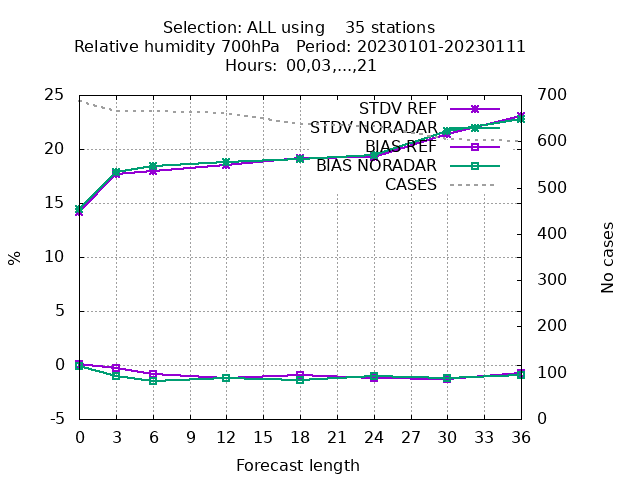 Selection: ALL using    35 stations
Relative humidity 700hPa   Period: 20230101-20230111
Hours: 00,03,...,21
25
20
15
10
5
0
-5
%
700
600
500
400
300
200
100
0
No cases
STDV REF
STDV NORADAR
BIAS REF
BIAS NORADAR
CASES
0 3 6 9 12 15 18 21 24 27 30 33 36
Forecast length